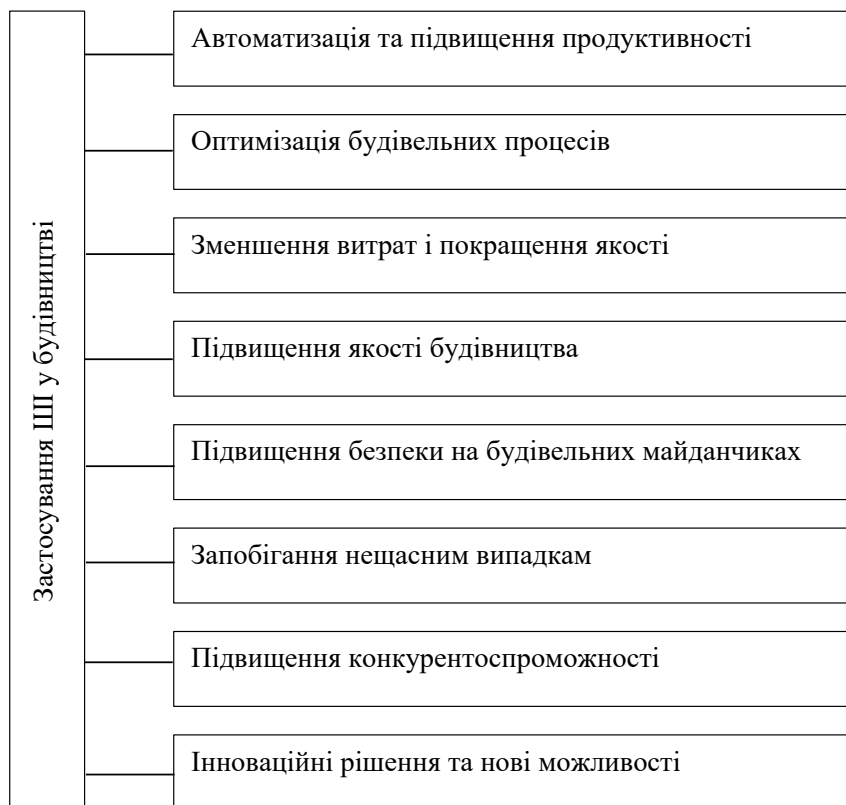 Застосування ШІ у будівництві
Автоматизація та підвищення продуктивності
Оптимізація будівельних процесів
Зменшення витрат і покращення якості
Підвищення якості будівництва
Підвищення безпеки на будівельних майданчиках
Запобігання нещасним випадкам
Підвищення конкурентоспроможності
Інноваційні рішення та нові можливості